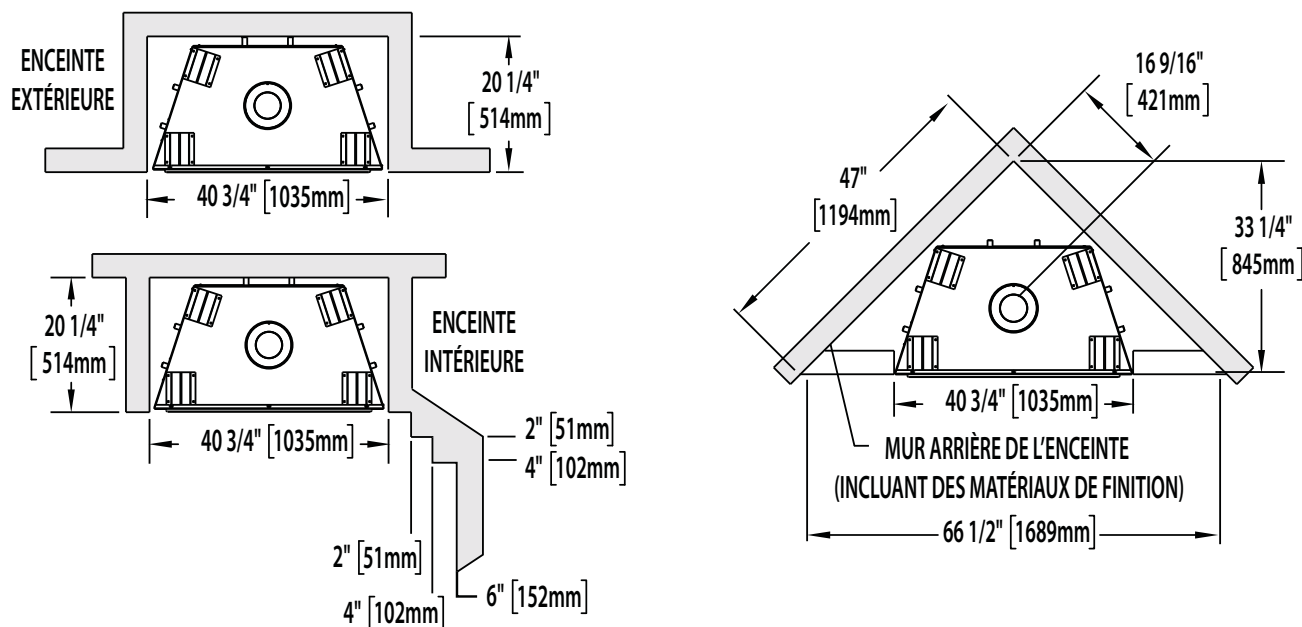 ENCEINTE
EXTÉRIEURE
20 1/4"
[514mm]
40 3/4" [1035mm]
20 1/4"
[514mm]
ENCEINTE
INTÉRIEURE
40 3/4" [1035mm]
2" [51mm]
4" [102mm]
2" [51mm]
4" [102mm]
6" [152mm]
16 9/16"
[421mm]
47"
[1194mm]
33 1/4"
[845mm]
40 3/4" [1035mm]
MUR ARRIÈRE DE L'ENCEINTE
(INCLUANT DES MATÉRIAUX DE FINITION)
66 1/2" [1689mm]